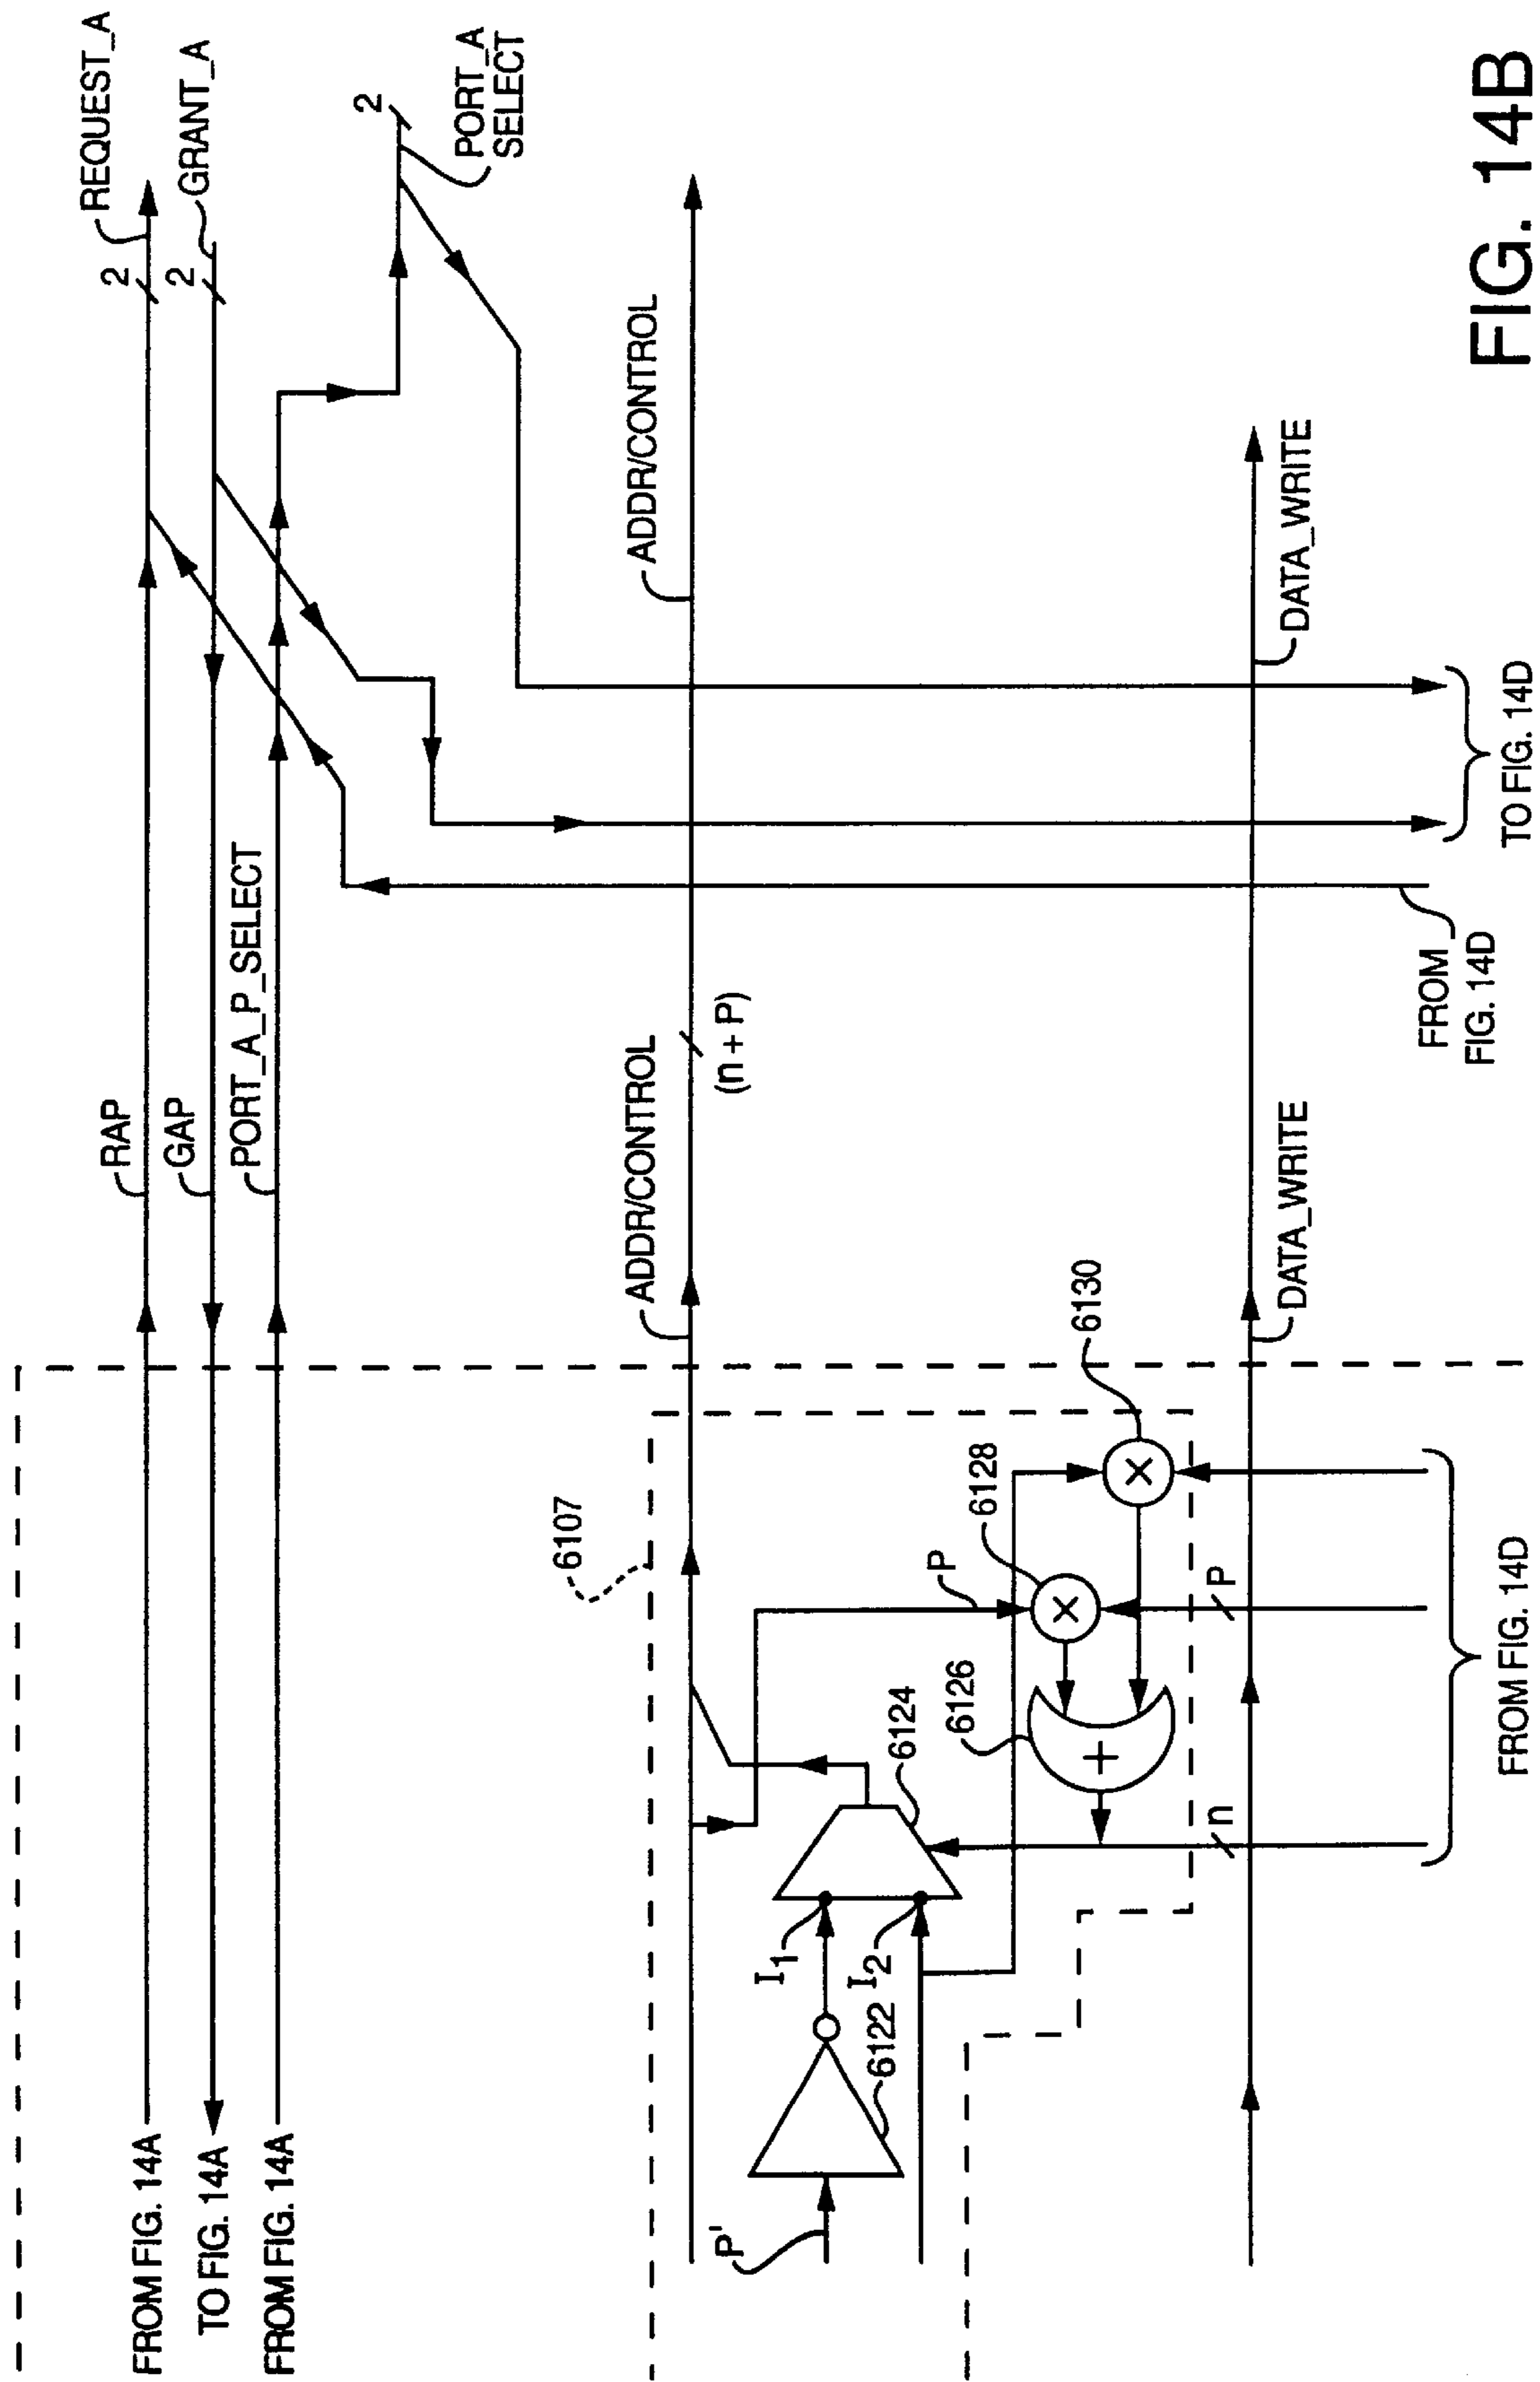 REQUEST_A
GRANT_A
2
2
2
PORT_A
SELECT
RAP
GAP
PORT_A_P_SELECT
FROM FIG. 14A
TO FIG. 14A
FROM FIG. 14A
ADDR/CONTROL
ADDR/CONTROL
(n + P)
6107
P'
6122
I1
I2
6124
6126
P
6128
6130
n
P
DATA_WRITE
DATA_WRITE
FROM FIG. 14D
FROM
FIG. 14D
TO FIG. 14D
FIG. 14B